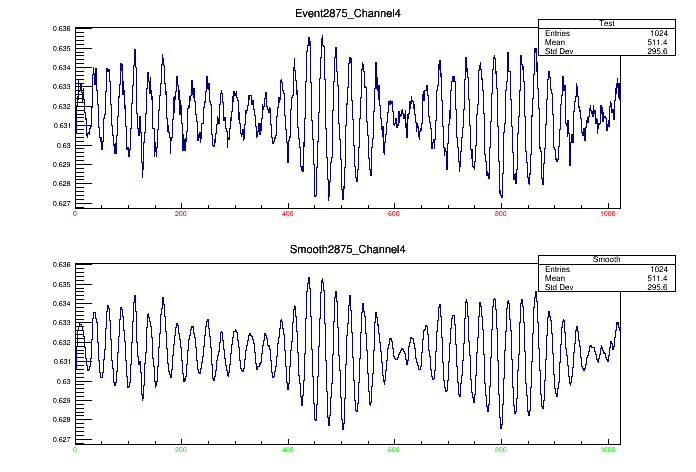 Event2875_Channel4
Test
Entries 1024
Mean 511.4
Std Dev 295.6
0.636
0.635
0.634
0.633
0.632
0.631
0.63
0.629
0.628
0.627
0 200 400 600 800 1000
Smooth2875_Channel4
Smooth
Entries 1024
Mean 511.4
Std Dev 295.6
0.636
0.635
0.634
0.633
0.632
0.631
0.63
0.629
0.628
0.627
0 200 400 600 800 1000